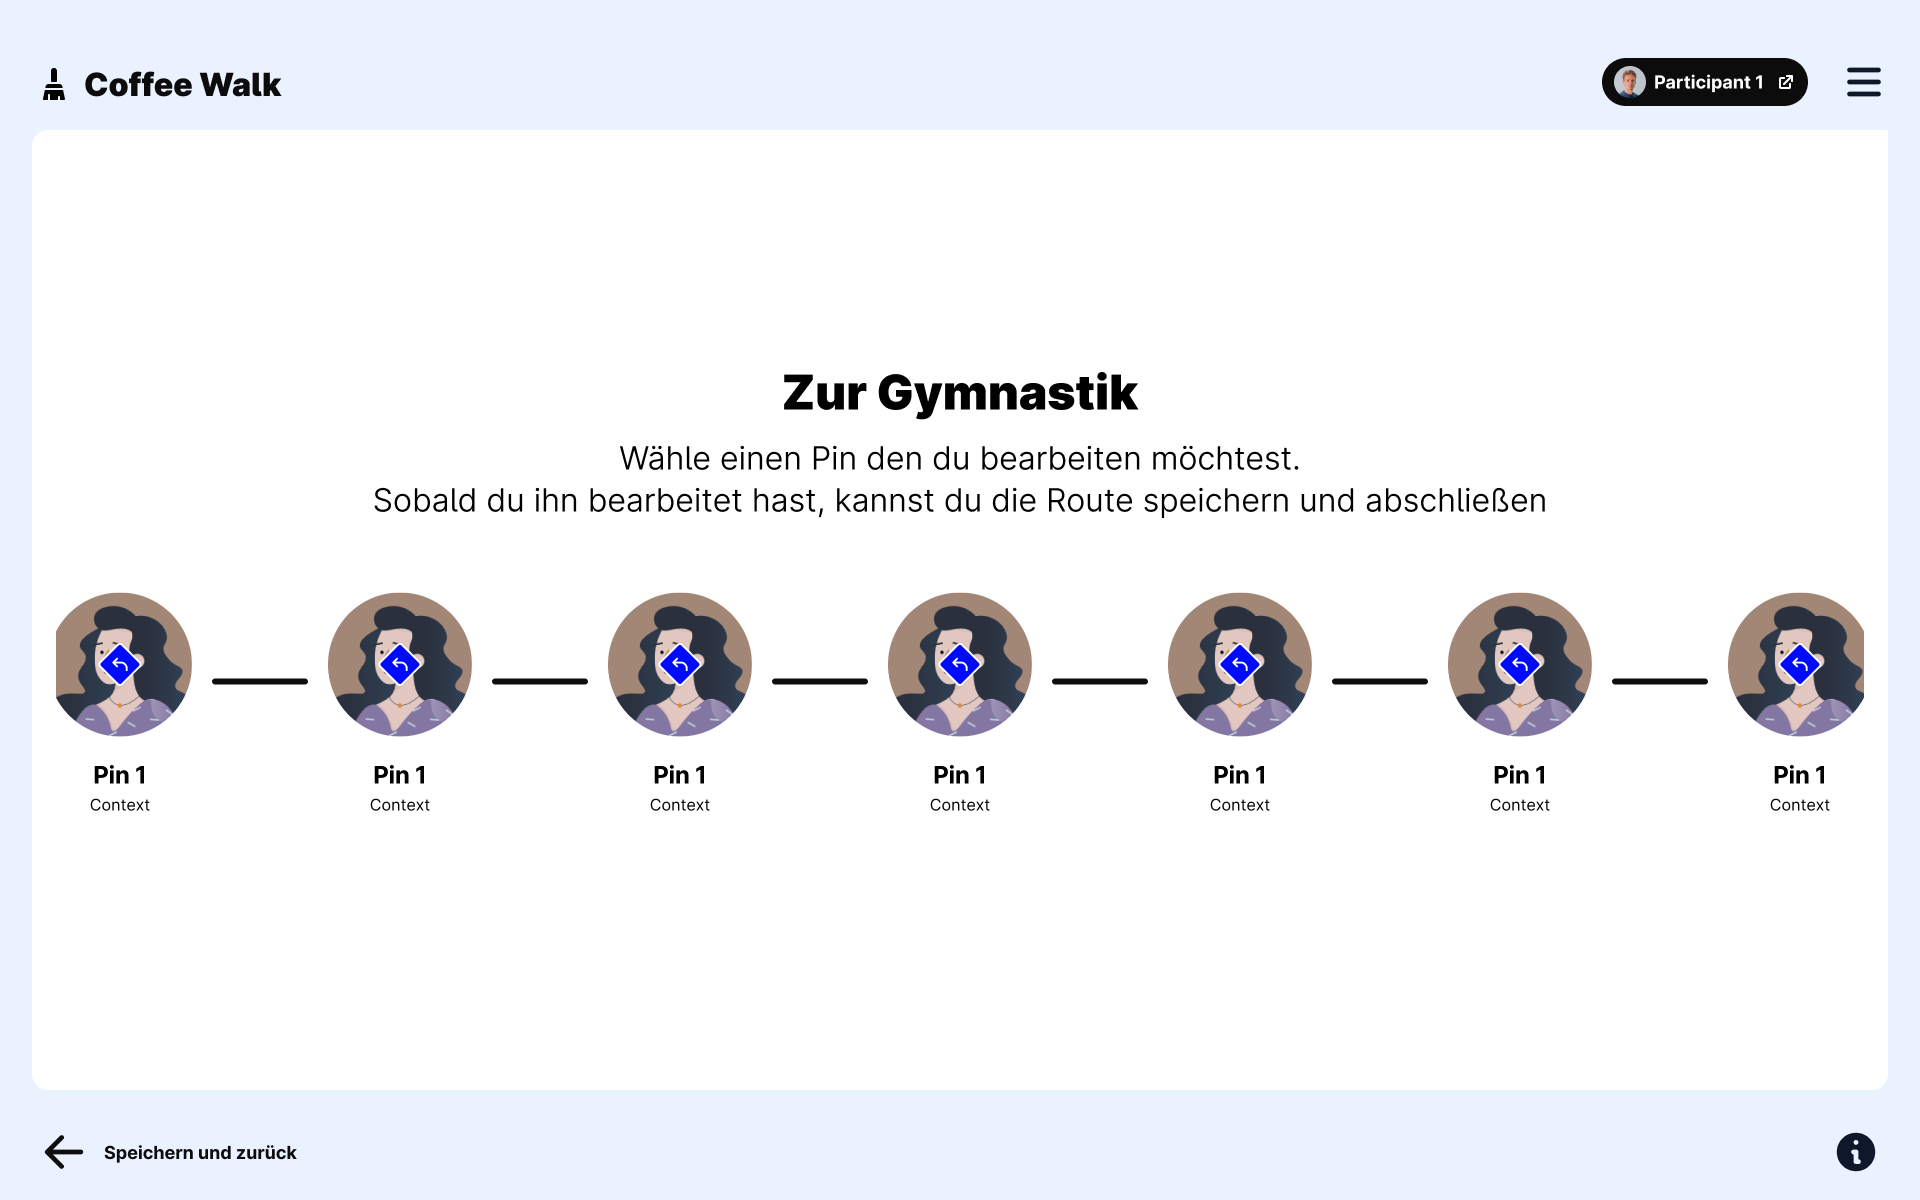 Coffee Walk
Participant 1
Zur Gymnastik
Wähle einen Pin den du bearbeiten möchtest.
Sobald du ihn bearbeitet hast, kannst du die Route speichern und abschließen
Pin 1
Context
Pin 1
Context
Pin 1
Context
Pin 1
Context
Pin 1
Context
Pin 1
Context
Pin 1
Context
Speichern und zurück